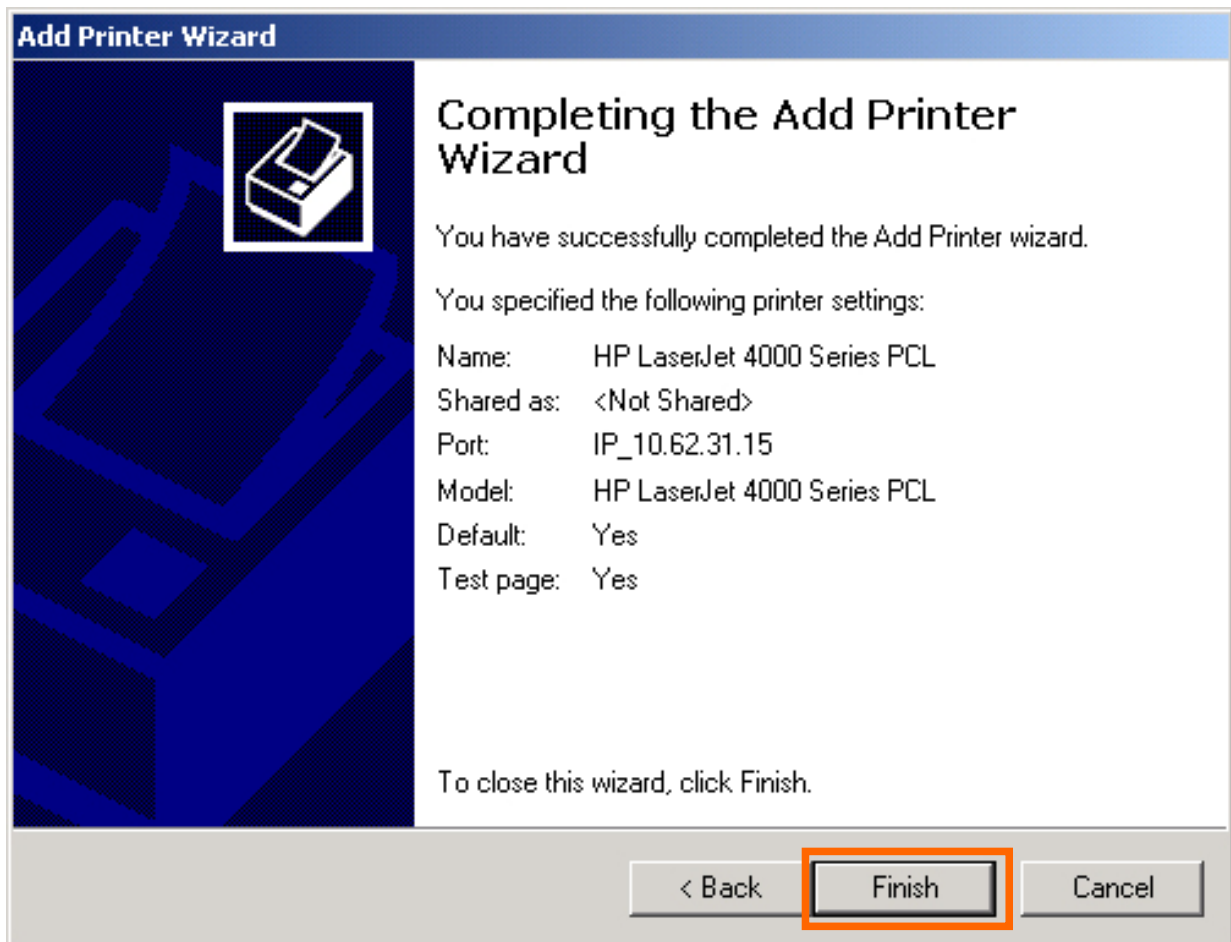 Add Printer Wizard
Completing the Add Printer
Wizard
You have successfully completed the Add Printer wizard.
You specified the following printer settings:
Name: HP LaserJet 4000 Series PCL
Shared as: <Not Shared>
Port: IP_10.62.31.15
Model: HP LaserJet 4000 Series PCL
Default: Yes
Test page: Yes
To close this wizard, click Finish.
< Back Finish Cancel